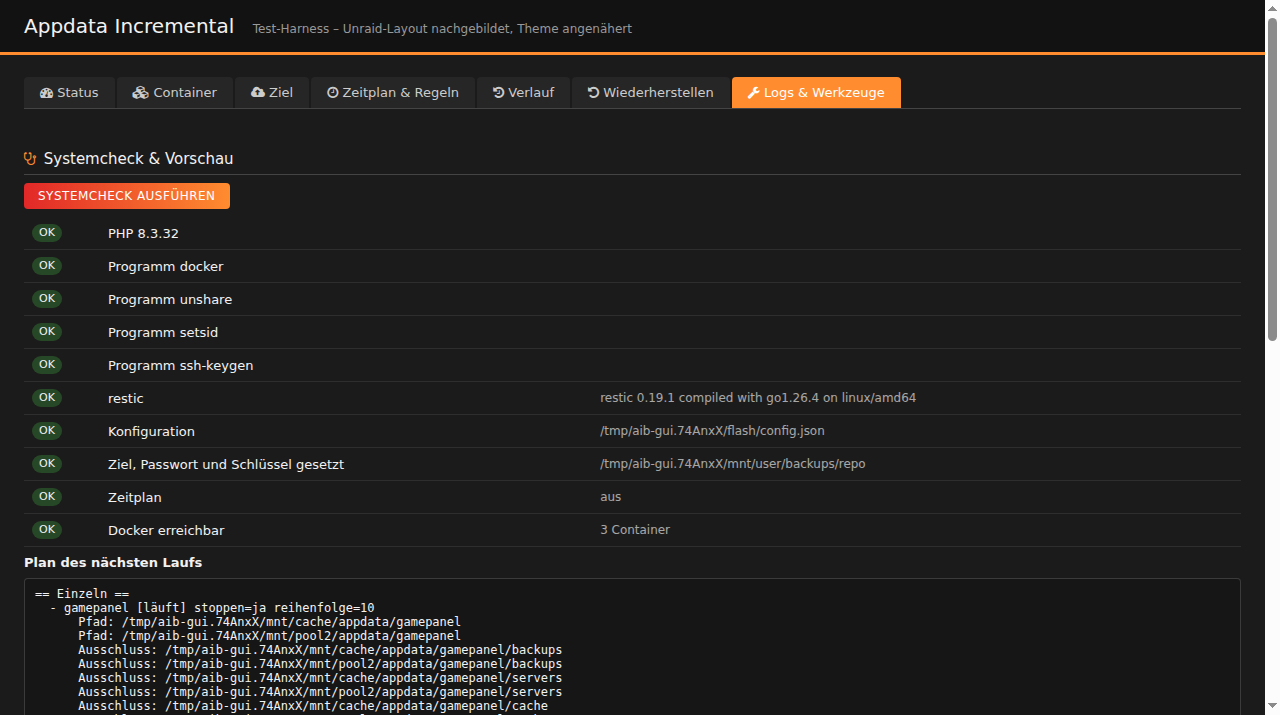 Appdata Incremental Test-Harness – Unraid-Layout nachgebildet, Theme angenähert
Status Container Ziel Zeitplan & Regeln Verlauf Wiederherstellen Logs & Werkzeuge
Systemcheck & Vorschau
SYSTEMCHECK AUSFÜHREN
OK PHP 8.3.32
OK Programm docker
OK Programm unshare
OK Programm setsid
OK Programm ssh-keygen
OK restic restic 0.19.1 compiled with go1.26.4 on linux/amd64
OK Konfiguration /tmp/aib-gui.74AnxX/flash/config.json
OK Ziel, Passwort und Schlüssel gesetzt /tmp/aib-gui.74AnxX/mnt/user/backups/repo
OK Zeitplan aus
OK Docker erreichbar 3 Container
Plan des nächsten Laufs
== Einzeln ==
- gamepanel [läuft] stoppen=ja reihenfolge=10
Pfad: /tmp/aib-gui.74AnxX/mnt/cache/appdata/gamepanel
Pfad: /tmp/aib-gui.74AnxX/mnt/pool2/appdata/gamepanel
Ausschluss: /tmp/aib-gui.74AnxX/mnt/cache/appdata/gamepanel/backups
Ausschluss: /tmp/aib-gui.74AnxX/mnt/pool2/appdata/gamepanel/backups
Ausschluss: /tmp/aib-gui.74AnxX/mnt/cache/appdata/gamepanel/servers
Ausschluss: /tmp/aib-gui.74AnxX/mnt/pool2/appdata/gamepanel/servers
Ausschluss: /tmp/aib-gui.74AnxX/mnt/cache/appdata/gamepanel/cache